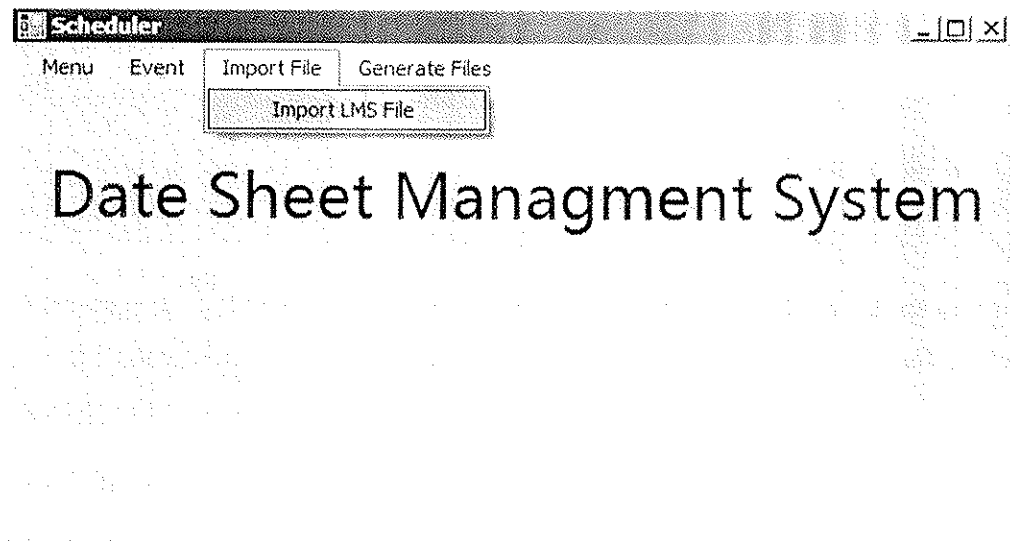 Scheduler
Menu Event Import File Generate Files
Import LMS File
Date Sheet Managment System